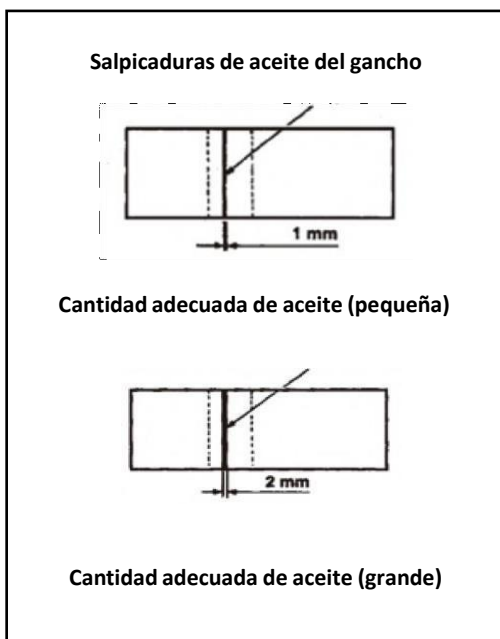 Salpicaduras de aceite del gancho
1 mm
Cantidad adecuada de aceite (pequeña)
2 mm
Cantidad adecuada de aceite (grande)